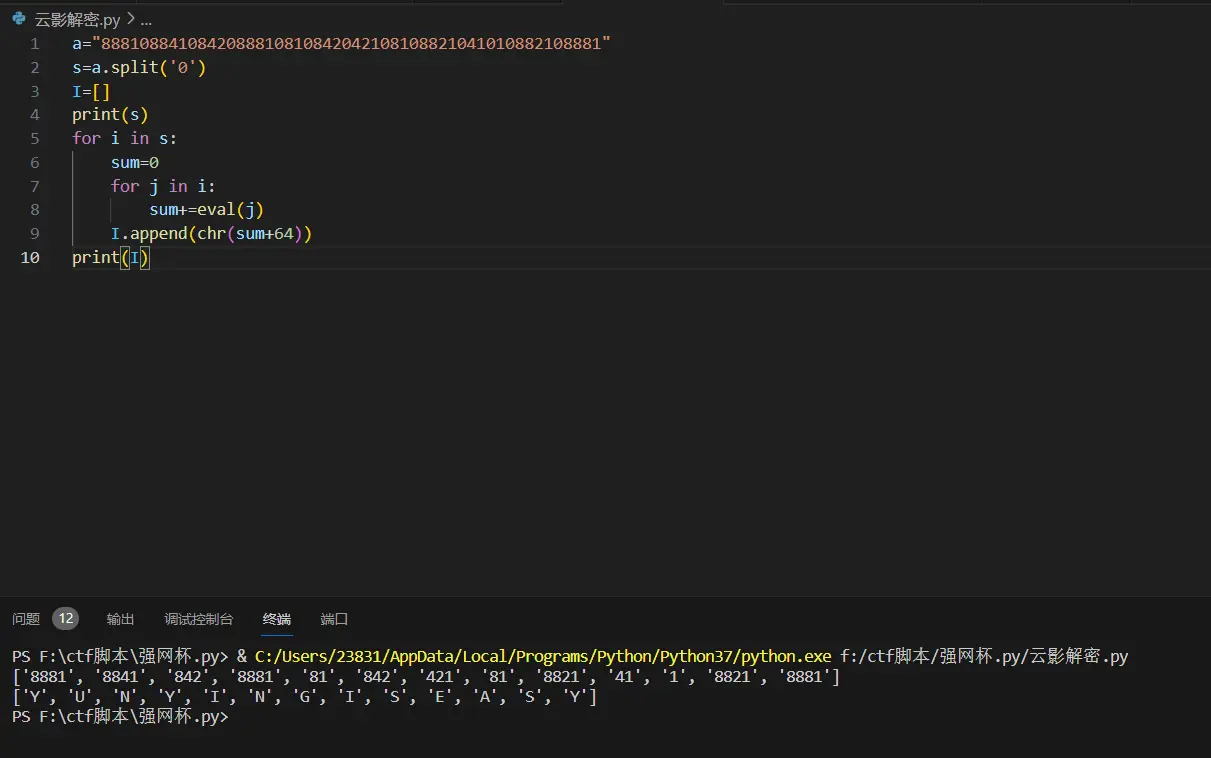 云影解密.py > ...
1 a="8881088410842088810810842042108108821041010882108881"
2 s=a.split('0')
3 I=[]
4 print(s)
5 for i in s:
6 sum=0
7 for j in i:
8 sum+=eval(j)
9 I.append(chr(sum+64))
10 print(I)
问题 12 输出 调试控制台 终端 端口
PS F:\ctf脚本\强网杯.py> & C:/Users/23831/AppData/Local/Programs/Python/Python37/python.exe f:/ctf脚本/强网杯.py/云影解密.py
['8881', '8841', '842', '8881', '81', '842', '421', '81', '8821', '41', '1', '8821', '8881']
['Y', 'U', 'N', 'Y', 'I', 'N', 'G', 'I', 'S', 'E', 'A', 'S', 'Y']
PS F:\ctf脚本\强网杯.py>